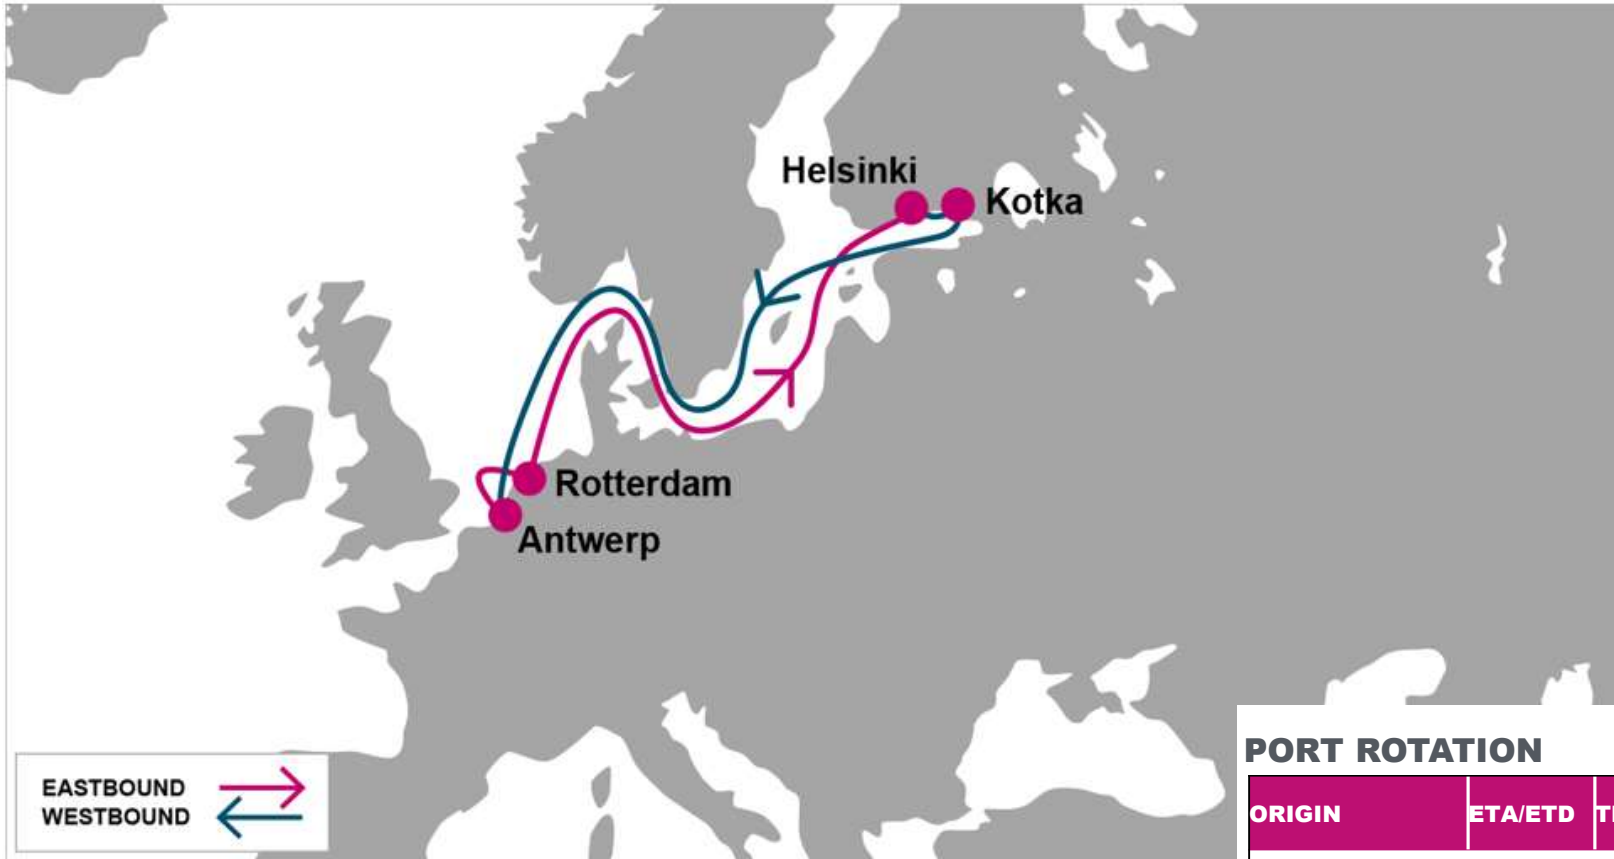 Helsinki
Kotka
Rotterdam
Antwerp
EASTBOUND
WESTBOUND
PORT ROTATION
ORIGIN ETA/ETD